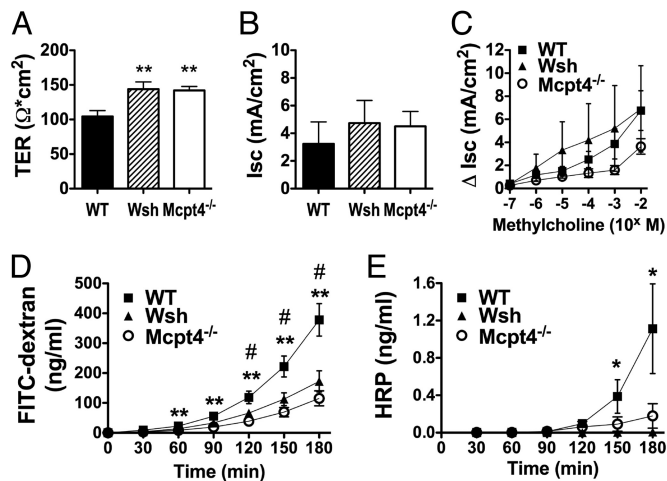 A
TER (Ω*cm2)
200
150
100
50
0
** **
WT Wsh Mcpt4-/-
B
Isc (mA/cm²)
8
6
4
2
0
WT Wsh Mcpt4-/-
C
Δ Isc (mA/cm²)
12
10
8
6
4
2
0
WT
Wsh
Mcpt4-/-
-7 -6 -5 -4 -3 -2
Methylcholine (10ˣ M)
D
FITC-dextran
(ng/ml)
500
400
300
200
100
0
WT
Wsh
Mcpt4-/-
** ** # ** # ** # **
0 30 60 90 120 150 180
Time (min)
E
HRP (ng/ml)
1.6
1.2
0.8
0.4
0
WT
Wsh
Mcpt4-/-
* *
0 30 60 90 120 150 180
Time (min)